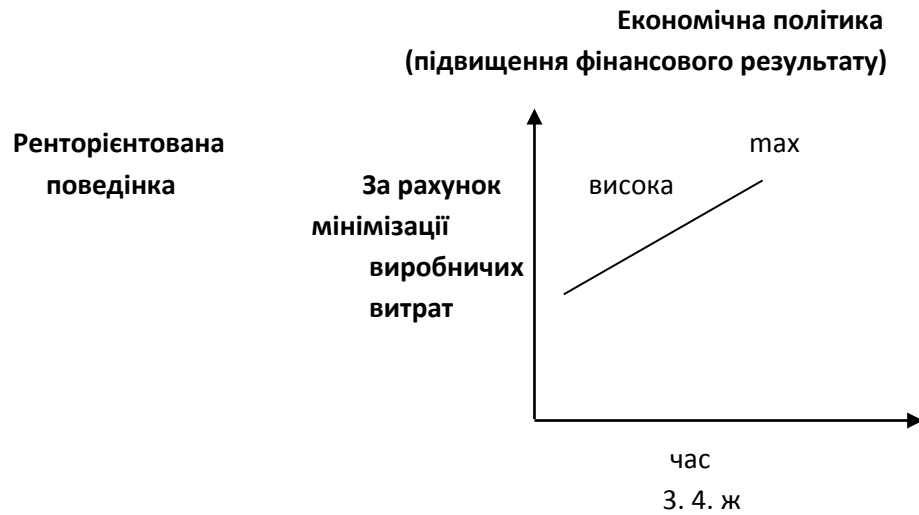 Економічна політика
(підвищення фінансового результату)
Ренторієнтована
поведінка
За рахунок
мінімізації
виробничих
витрат
висока
max
час
3. 4. ж